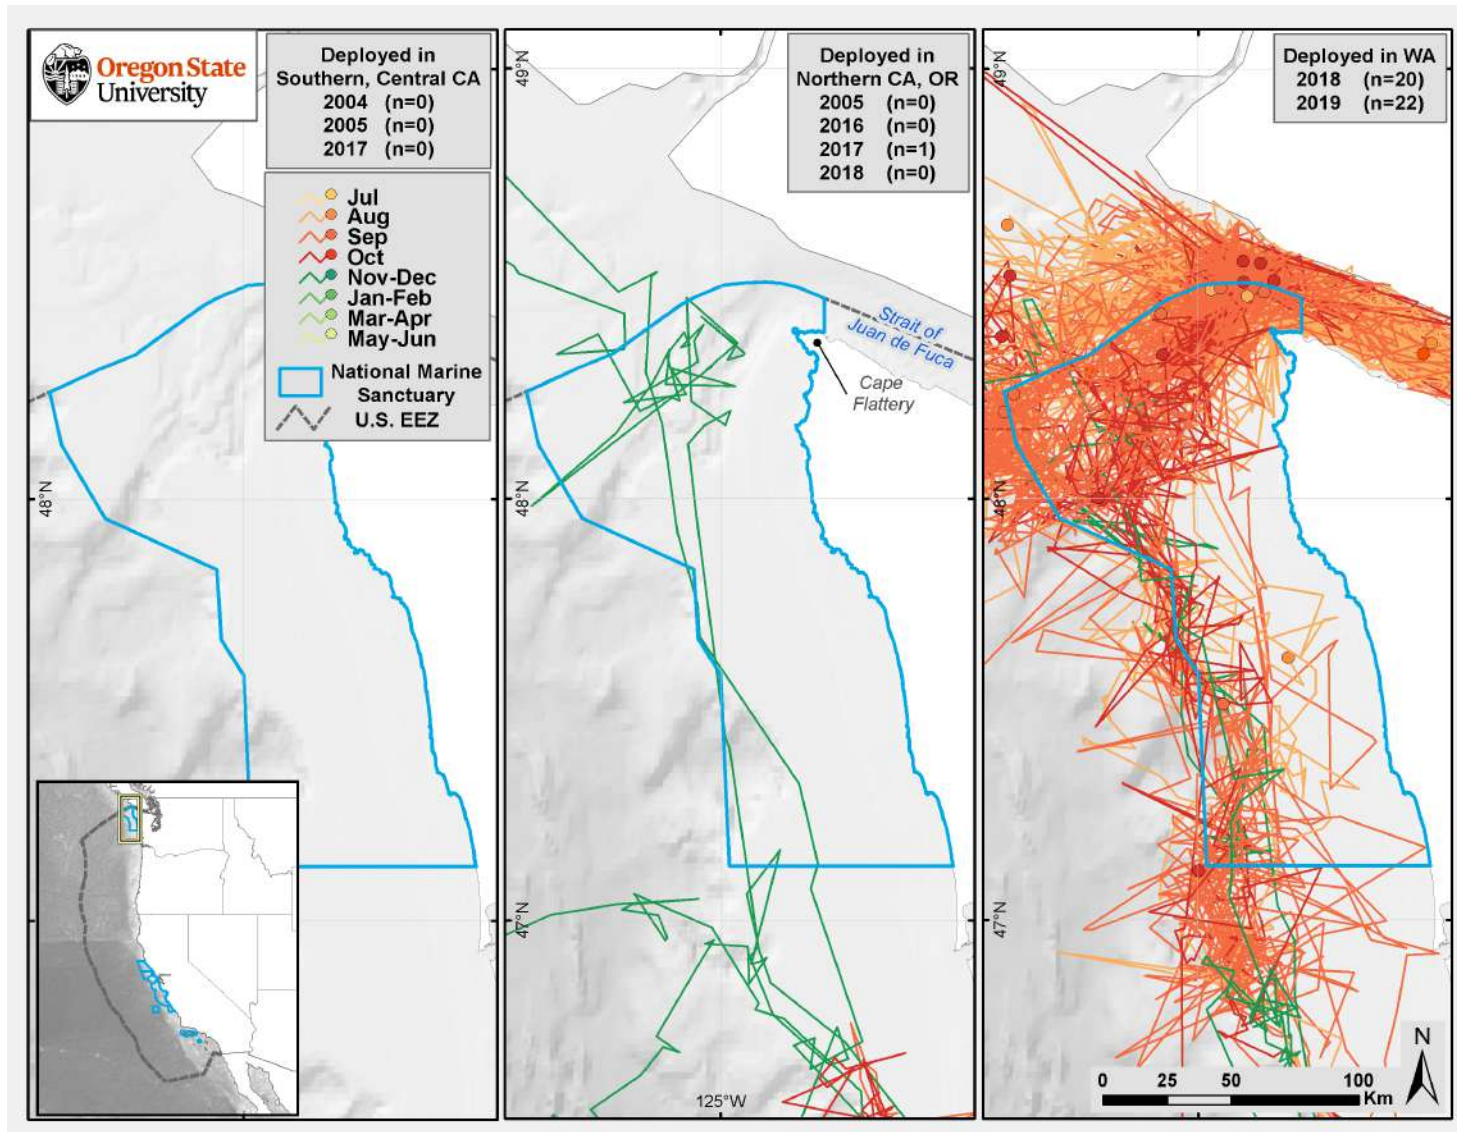 Oregon State
University
Deployed in
Southern, Central CA
2004 (n=0)
2005 (n=0)
2017 (n=0)
Jul
Aug
Sep
Oct
Nov-Dec
Jan-Feb
Mar-Apr
May-Jun
National Marine
Sanctuary
U.S. EEZ
48°N
Deployed in
Northern CA, OR
2005 (n=0)
2016 (n=0)
2017 (n=1)
2018 (n=0)
49°N
Strait of
Juan de Fuca
Cape
Flattery
48°N
47°N
125°W
Deployed in WA
2018 (n=20)
2019 (n=22)
49°N
48°N
47°N
N
0 25 50 100
Km